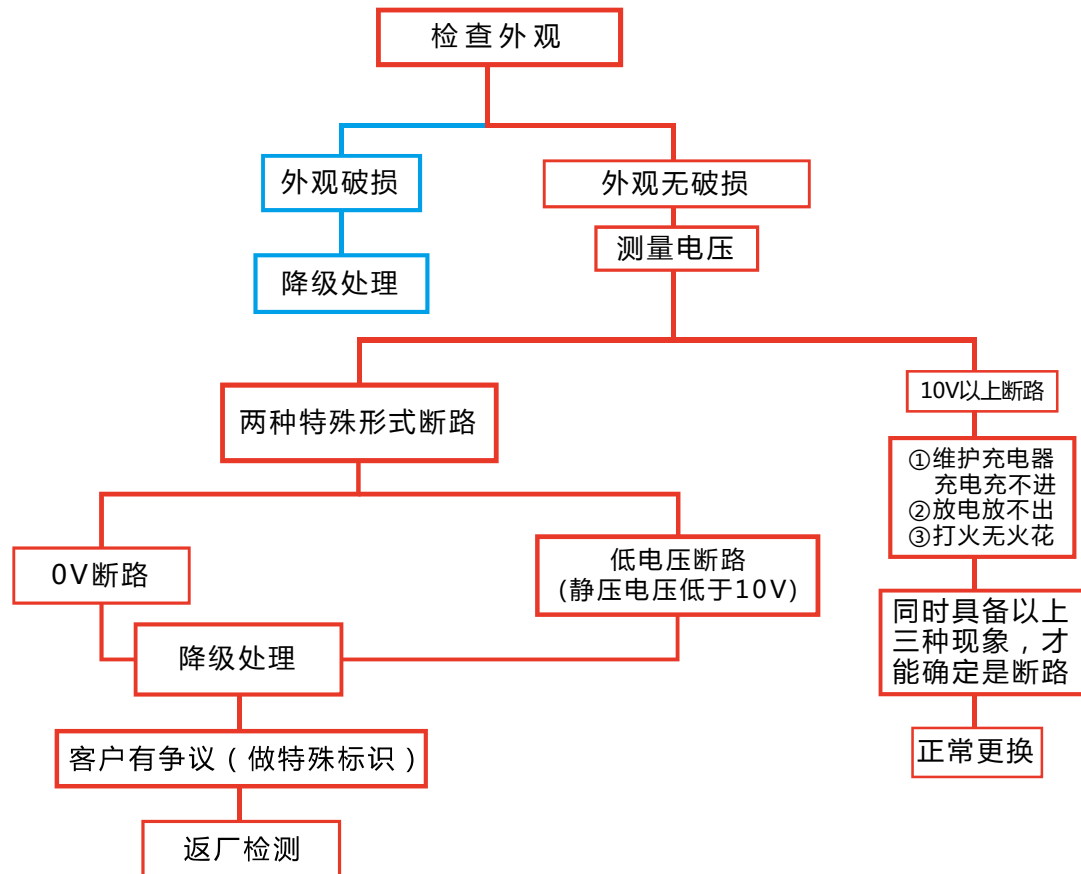 检查外观
外观破损
外观无破损
降级处理
测量电压
两种特殊形式断路
10V以上断路
①维护充电器
充电充不进
②放电放不出
③打火无火花
0V断路
低电压断路
(静压电压低于10V)
同时具备以上
三种现象，才
能确定是断路
降级处理
客户有争议（做特殊标识）
正常更换
返厂检测